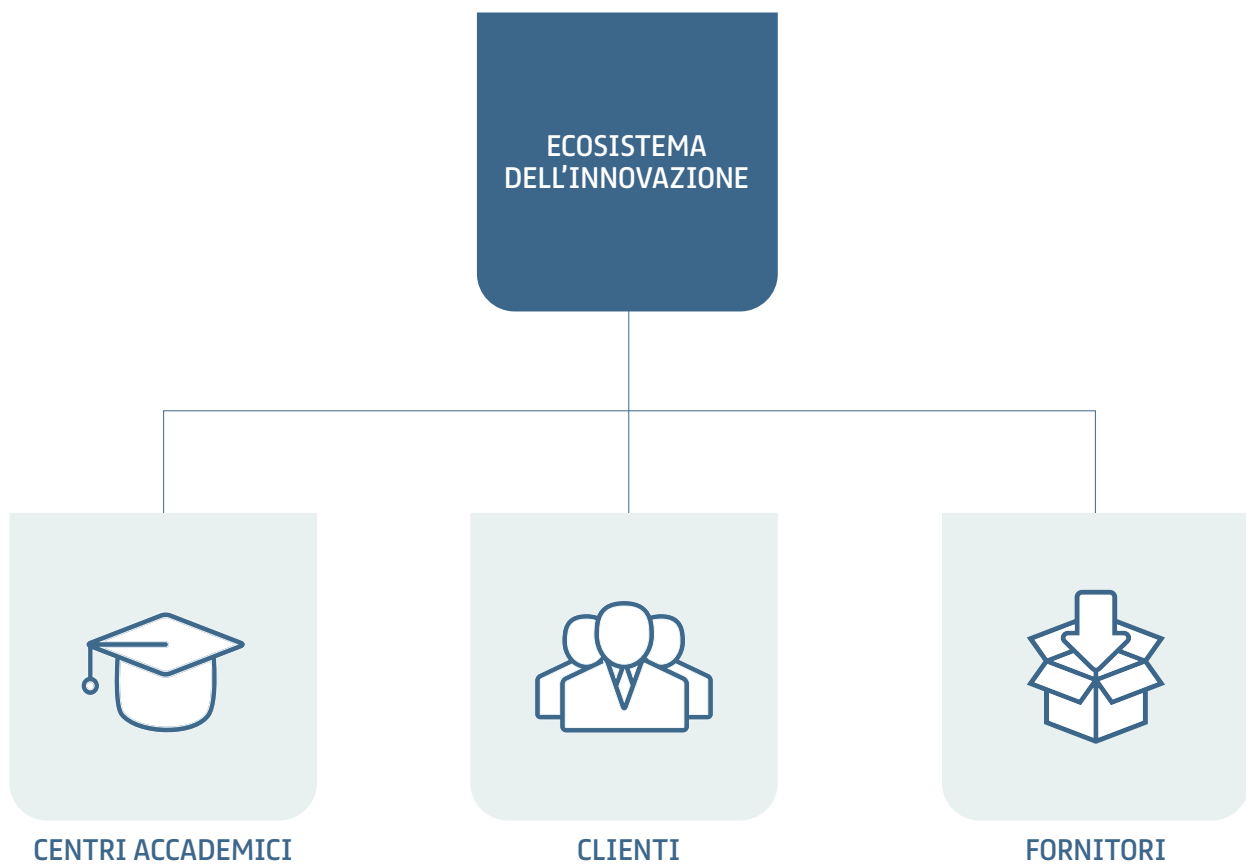 ECOSISTEMA
DELL’INNOVAZIONE
CENTRI ACCADEMICI
CLIENTI
FORNITORI